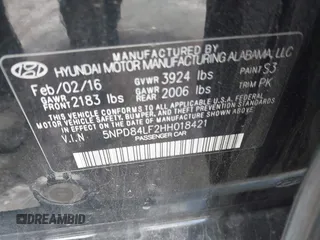 HYUNDAI MOTOR MANUFACTURING ALABAMA, LLC
Feb/02/16 GVWR 3924 lbs PAINT S3
GAWR FRONT 2183 lbs GAWR REAR 2006 lbs TRIM PK
THIS VEHICLE CONFORMS TO ALL APPLICABLE
FEDERAL MOTOR VEHICLE SAFETY, BUMPER, AND
THEFT PREVENTION STANDARDS IN EFFECT ON
THE DATE OF MANUFACTURE SHOWN ABOVE.
V.I.N 5NPD84LF2HH018421
PASSENGER CAR
DREAMBID